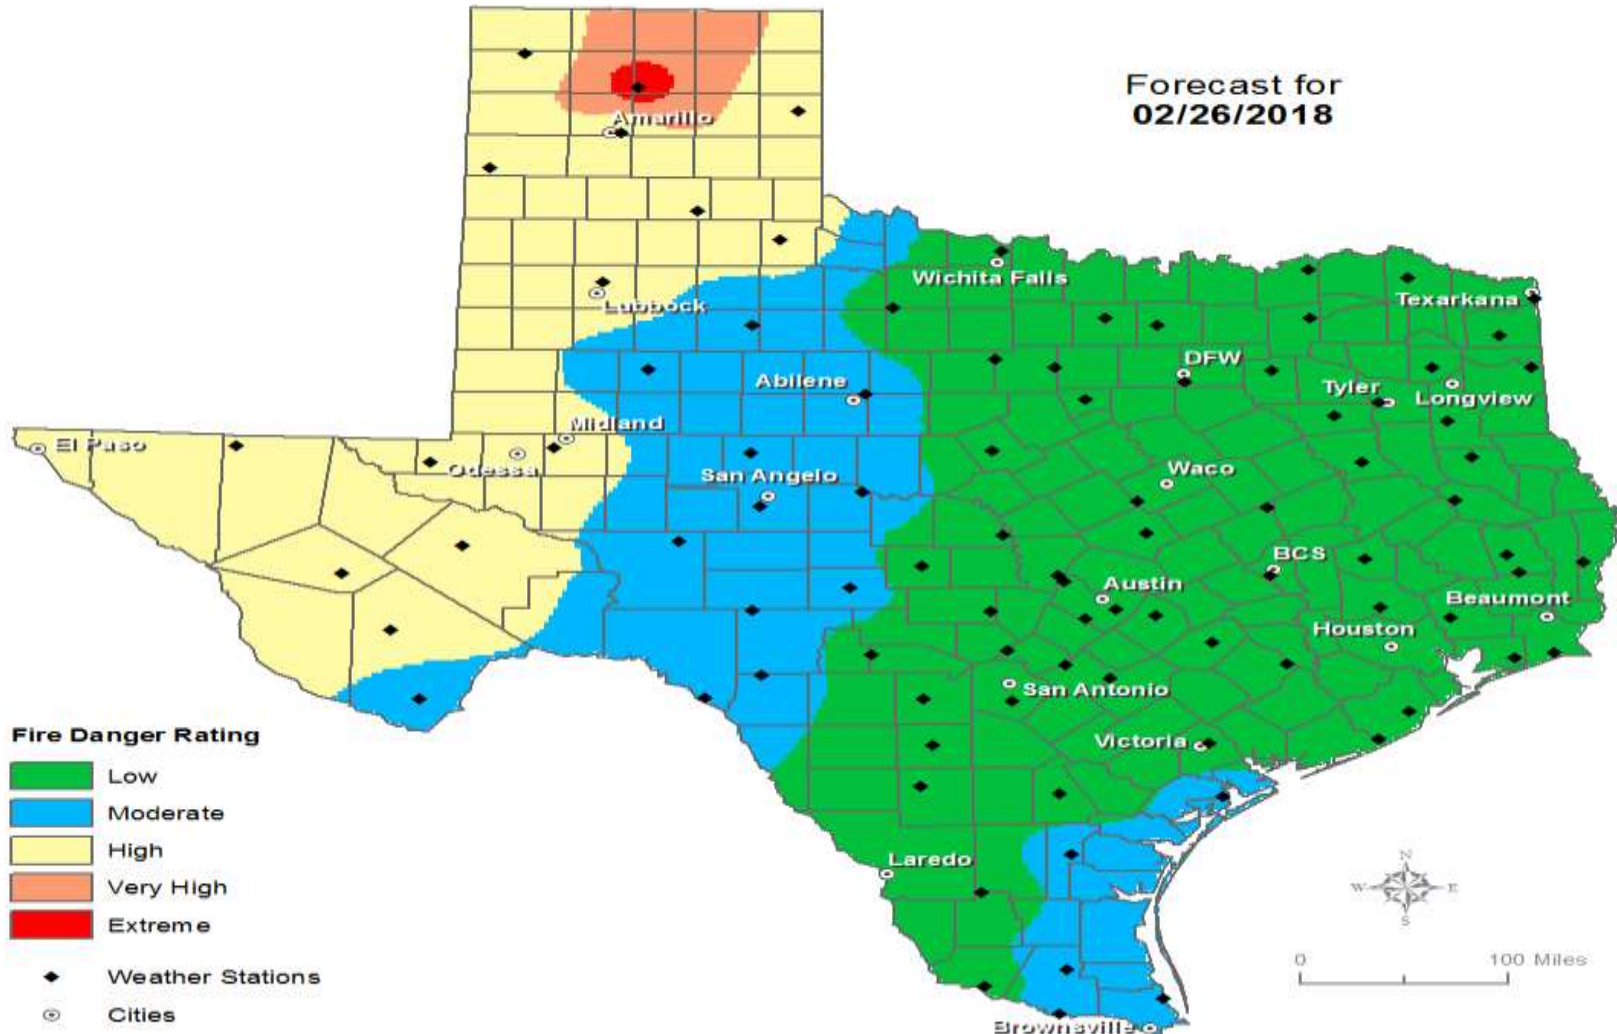 Forecast for
02/26/2018
Amarillo
Wichita Falls
Lubbock
Texarkana
DFW
Abilene
Tyler
Longview
Midland
El Paso
Odessa
San Angelo
Waco
BCS
Austin
Beaumont
Houston
San Antonio
Victoria
Laredo
Brownsville
Fire Danger Rating
Low
Moderate
High
Very High
Extreme
Weather Stations
Cities
N
W E
S
0 100 Miles